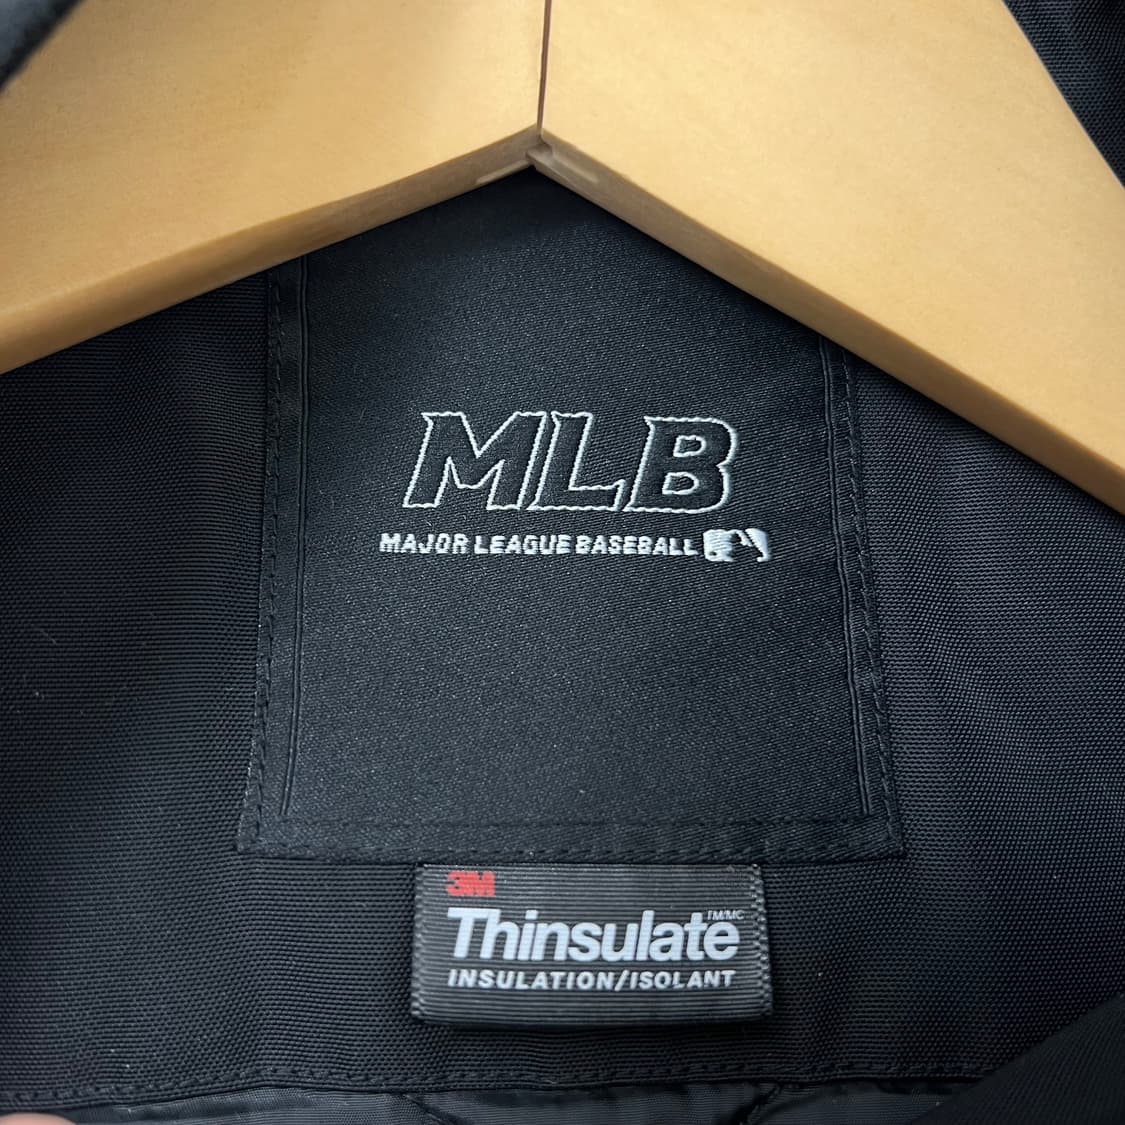 MLB
MAJOR LEAGUE BASEBALL
3M
Thinsulate TM/MC
INSULATION/ISOLANT